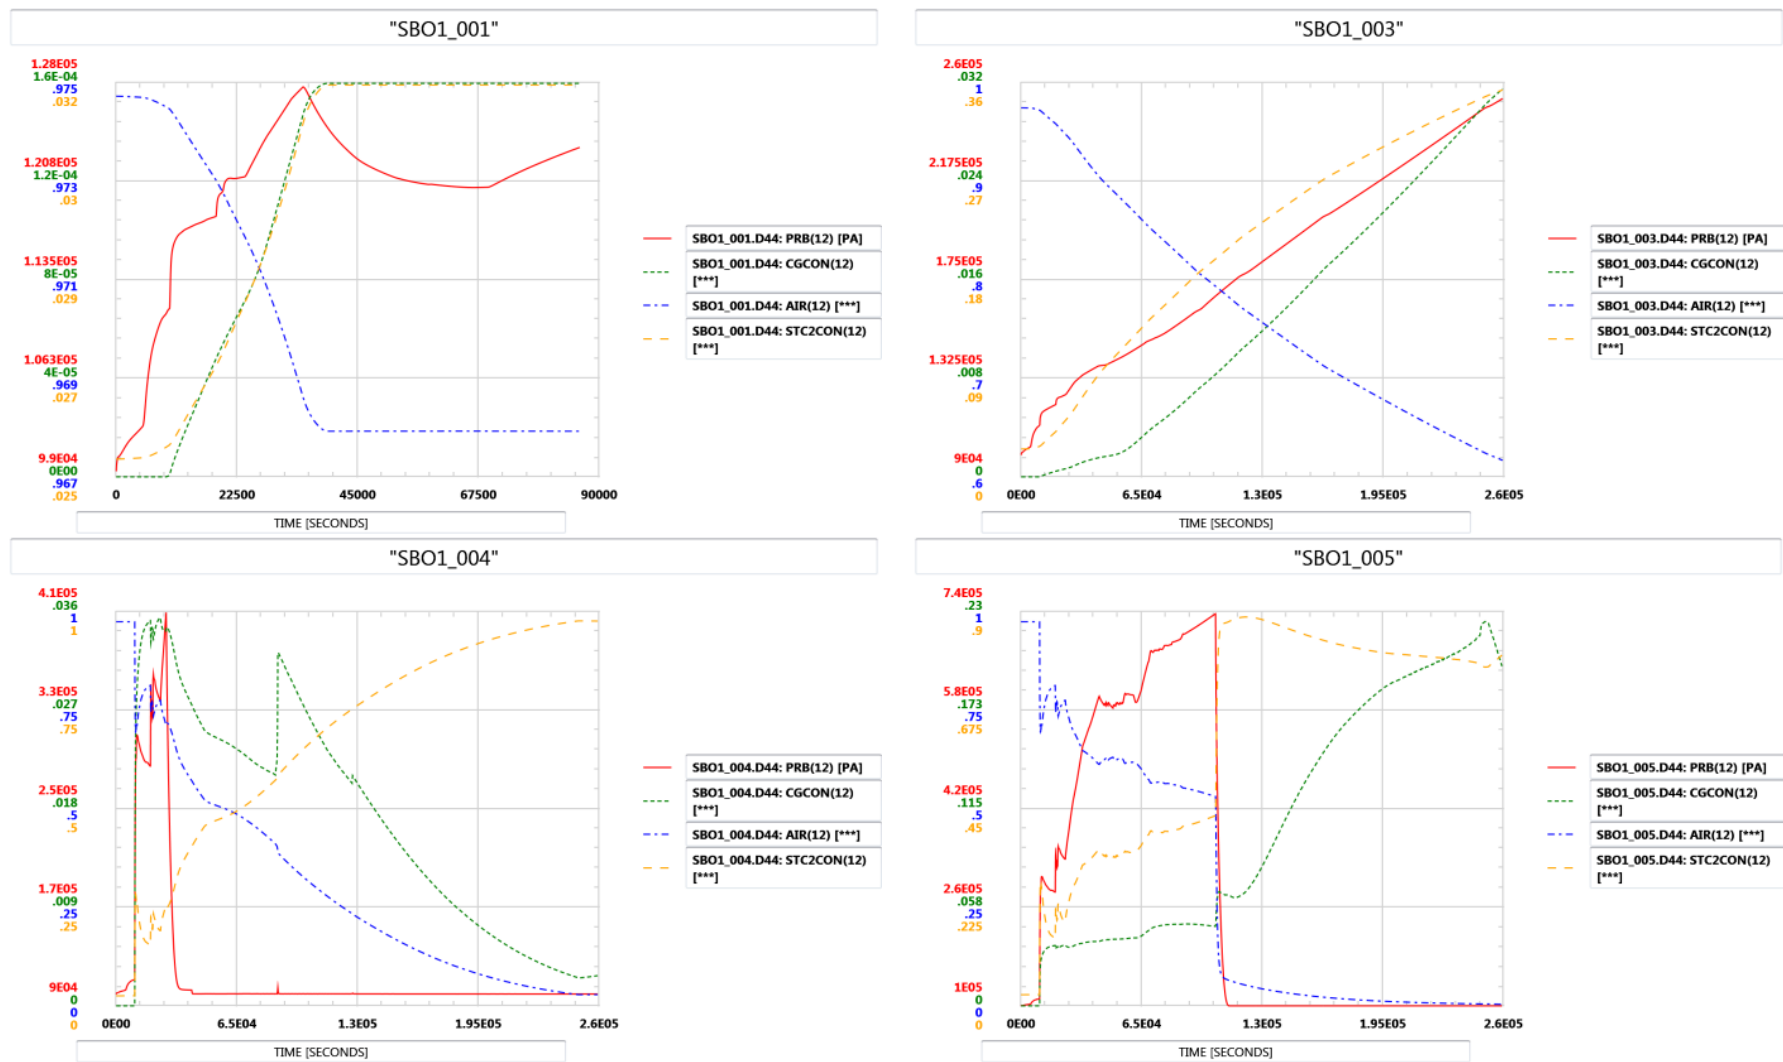 "SBO1_001"
1.28E05
1.6E-04
.975
.032
1.208E05
1.2E-04
.973
.03
1.135E05
8E-05
.971
.029
1.063E05
4E-05
.969
.027
9.9E04
0E00
.967
.025
0 22500 45000 67500 90000
TIME [SECONDS]
SBO1_001.D44: PRB(12) [PA]
SBO1_001.D44: CGCON(12)
[***]
SBO1_001.D44: AIR(12) [***]
SBO1_001.D44: STC2CON(12)
[***]
"SBO1_003"
2.6E05
.032
1
.36
2.175E05
.024
.9
.27
1.75E05
.016
.8
.18
1.325E05
.008
.7
.09
9E04
0
.6
0
0E00 6.5E04 1.3E05 1.95E05 2.6E05
TIME [SECONDS]
SBO1_003.D44: PRB(12) [PA]
SBO1_003.D44: CGCON(12)
[***]
SBO1_003.D44: AIR(12) [***]
SBO1_003.D44: STC2CON(12)
[***]
"SBO1_004"
4.1E05
.036
1
1
3.3E05
.027
.75
.75
2.5E05
.018
.5
.5
1.7E05
.009
.25
.25
9E04
0
0
0
0E00 6.5E04 1.3E05 1.95E05 2.6E05
TIME [SECONDS]
SBO1_004.D44: PRB(12) [PA]
SBO1_004.D44: CGCON(12)
[***]
SBO1_004.D44: AIR(12) [***]
SBO1_004.D44: STC2CON(12)
[***]
"SBO1_005"
7.4E05
.23
1
.9
5.8E05
.173
.75
.675
4.2E05
.115
.5
.45
2.6E05
.058
.25
.225
1E05
0
0
0
0E00 6.5E04 1.3E05 1.95E05 2.6E05
TIME [SECONDS]
SBO1_005.D44: PRB(12) [PA]
SBO1_005.D44: CGCON(12)
[***]
SBO1_005.D44: AIR(12) [***]
SBO1_005.D44: STC2CON(12)
[***]